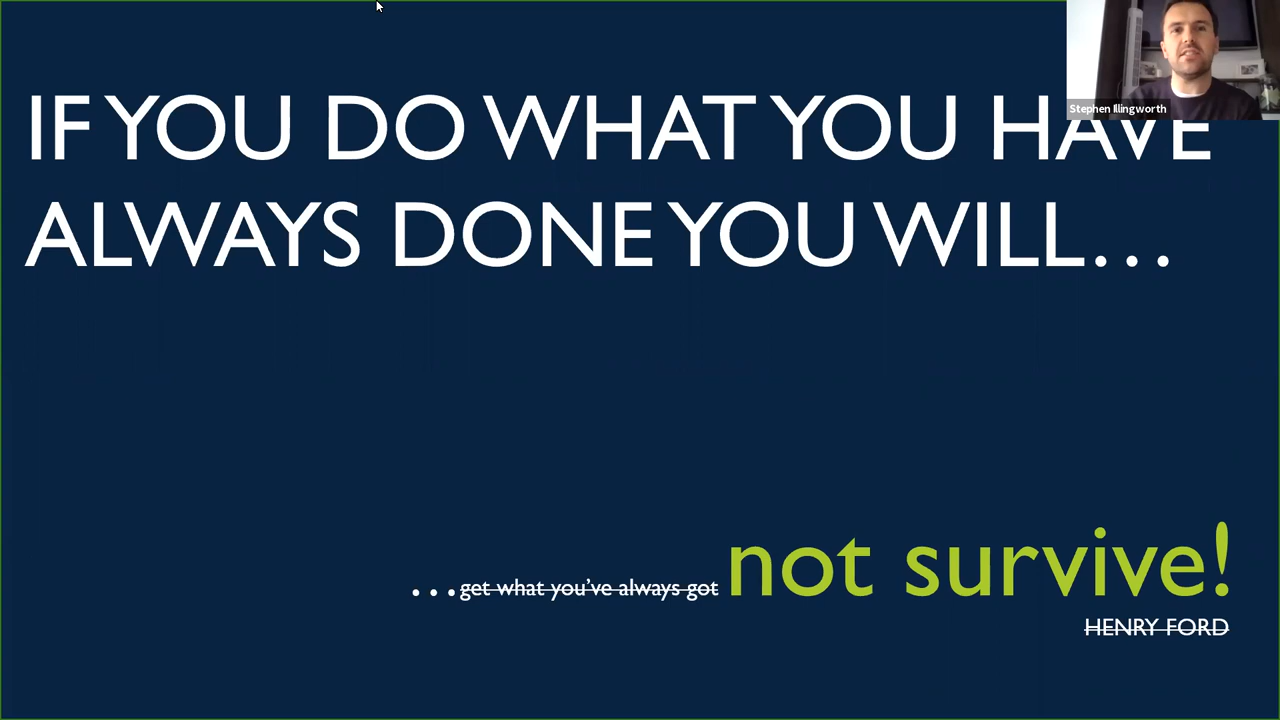 Stephen Illingworth
IF YOU DO WHAT YOU HAVE
ALWAYS DONE YOU WILL…
…get what you’ve always got not survive!
HENRY FORD